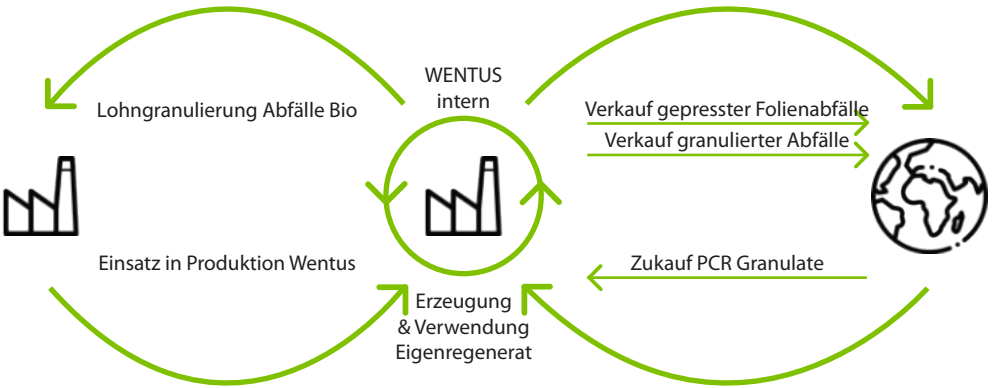 WENTUS
intern
Lohngranulierung Abfälle Bio
Verkauf gepresster Folienabfälle
Verkauf granulierter Abfälle
Einsatz in Produktion Wentus
Zukauf PCR Granulate
Erzeugung
& Verwendung
Eigenregenerat